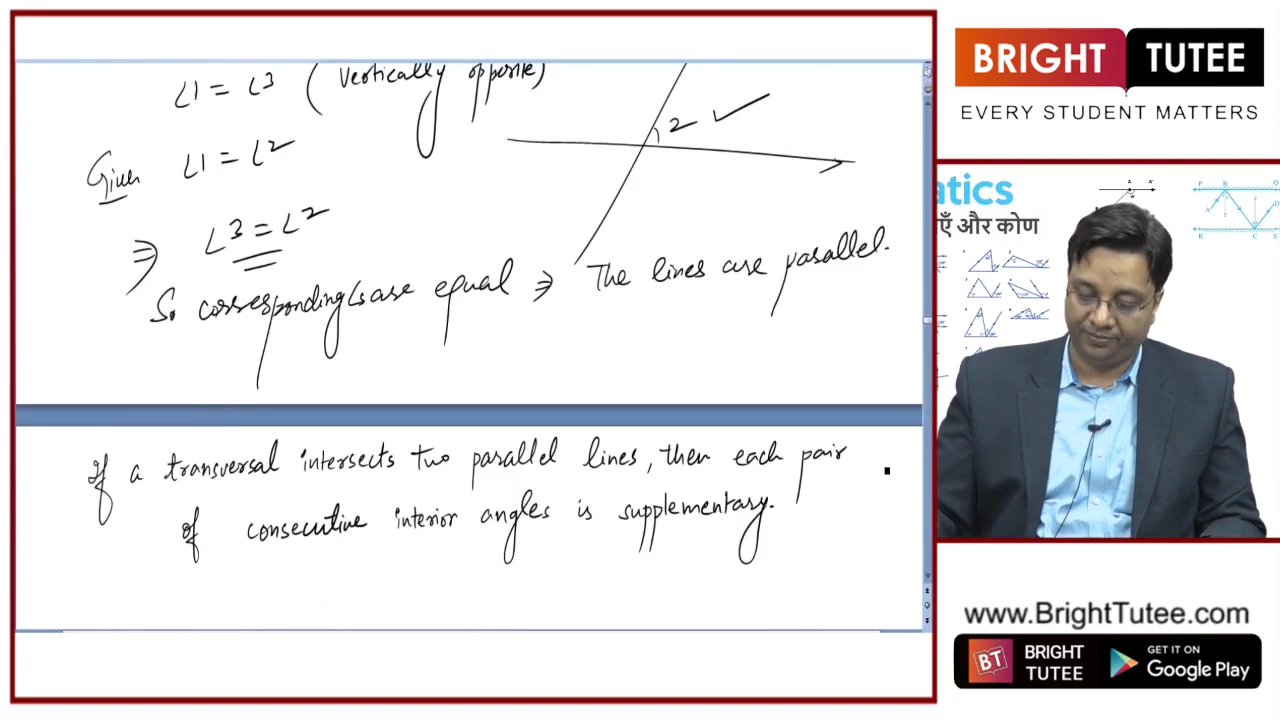 ∠1 = ∠3 (Vertically opposite)
Given ∠1 = ∠2
⇒ ∠3 = ∠2
So corresponding ∠s are equal ⇒ The lines are parallel.
2
If a transversal intersects two parallel lines, then each pair
of consecutive interior angles is supplementary.
BRIGHT TUTEE
EVERY STUDENT MATTERS
atics
एँ और कोण
P B Q
A
R C S
D
www.BrightTutee.com
BT BRIGHT TUTEE
GET IT ON
Google Play